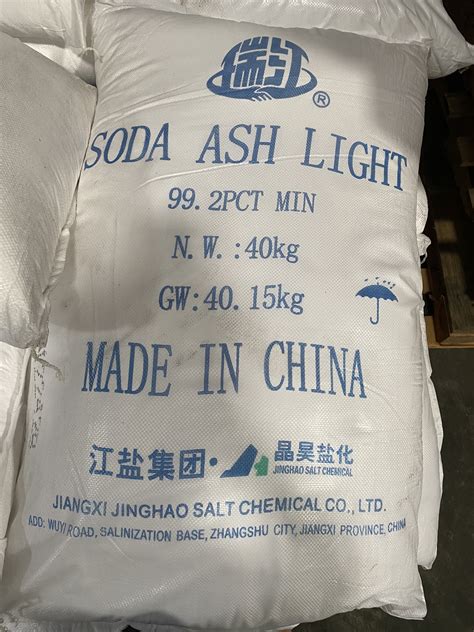 瑞江®
SODA ASH LIGHT
99.2PCT MIN
N.W.:40kg
GW:40.15kg
MADE IN CHINA
江盐集团· 晶昊盐化
JINGHAO SALT CHEMICAL
JIANGXI JINGHAO SALT CHEMICAL CO., LTD.
ADD: WUYI ROAD, SALINIZATION BASE, ZHANGSHU CITY, JIANGXI PROVINCE, CHINA